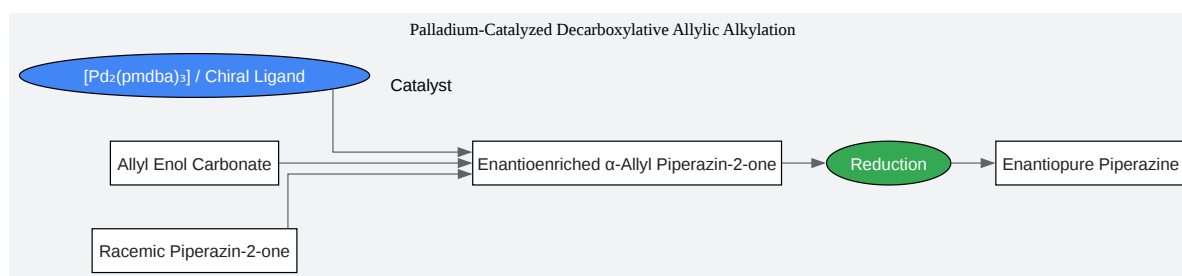 Palladium-Catalyzed Decarboxylative Allylic Alkylation
[Pd₂(pmdba)₃] / Chiral Ligand
Catalyst
Allyl Enol Carbonate
Enantioenriched α-Allyl Piperazin-2-one
Reduction
Enantiopure Piperazine
Racemic Piperazin-2-one